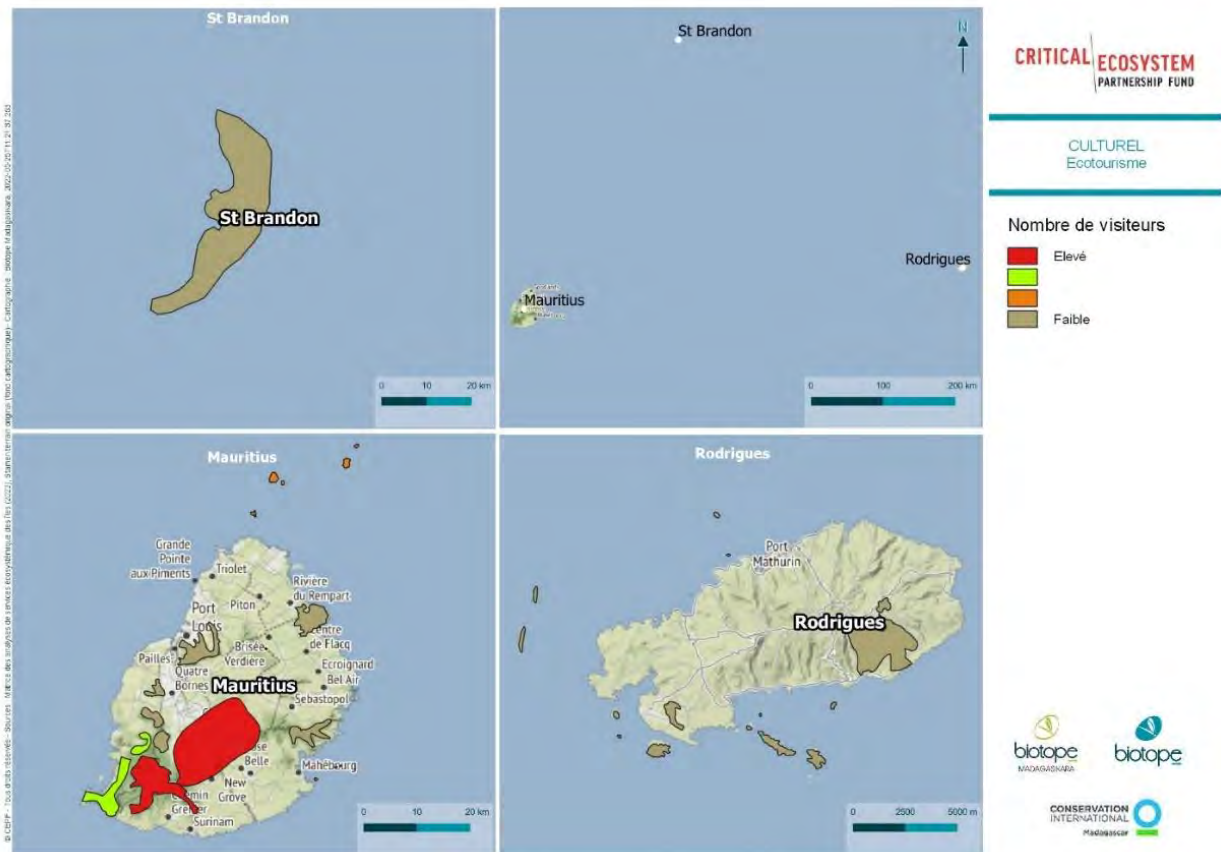 St Brandon
St Brandon
St Brandon
N
Rodrigues
Mauritius
0 10 20 km
0 100 200 km
Mauritius
Grande
Pointe
aux-Piments
Triolet
Rivière
du Rempart
Piton
Port
Louis
Pailles
Brisée
Verdière
Centre
de Flacq
Quatre
Bornes
Ecroignard
Bel Air
Mauritius
Sebastopol
Rose
Belle
Mahébourg
New
Grove
Chemin
Grenier
Surinam
0 10 20 km
Rodrigues
Port
Mathurin
Rodrigues
0 2500 5000 m
CRITICAL ECOSYSTEM
PARTNERSHIP FUND
CULTUREL
Ecotourisme
Nombre de visiteurs
Elevé
Faible
biotope
MADAGASIKARA
biotope
CONSERVATION
INTERNATIONAL
Madagascar